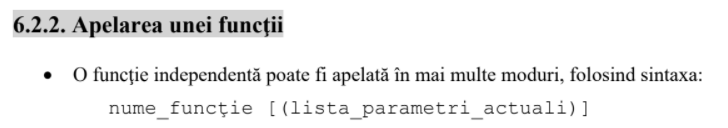 6.2.2. Apelarea unei funcţii
• O funcţie independentă poate fi apelată în mai multe moduri, folosind sintaxa:
nume_funcţie [(lista_parametri_actuali)]